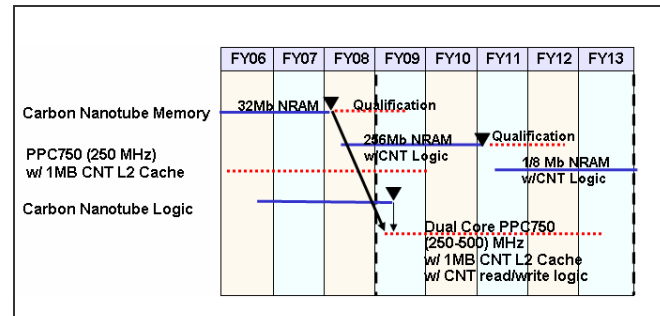 FY06 FY07 FY08 FY09 FY10 FY11 FY12 FY13
Carbon Nanotube Memory
32Mb NRAM
Qualification
256Mb NRAM
w/CNT Logic
Qualification
1/8 Mb NRAM
w/CNT Logic
PPC750 (250 MHz)
w/ 1MB CNT L2 Cache
Carbon Nanotube Logic
Dual Core PPC750
(250-500) MHz
w/ 1MB CNT L2 Cache
w/ CNT read/write logic